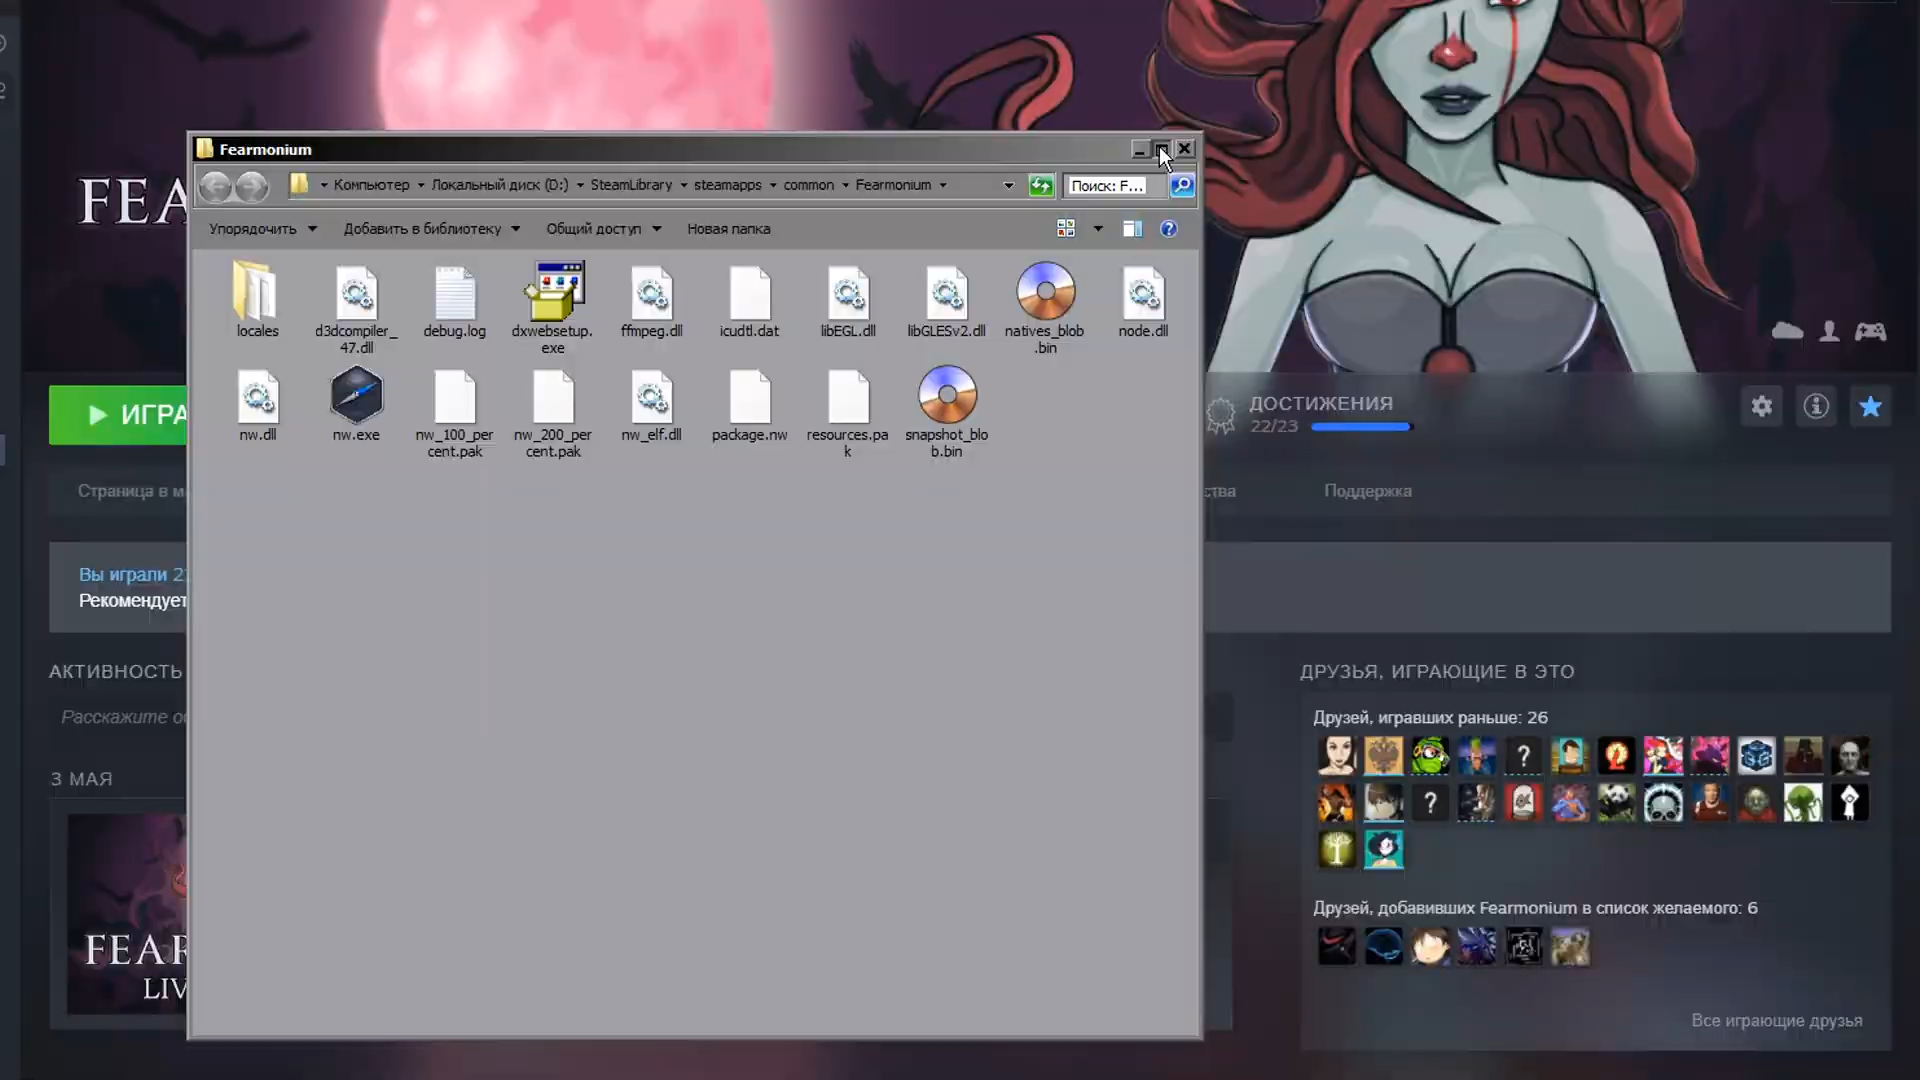 FEA
Fearmonium
Компьютер
Локальный диск (D:)
SteamLibrary
steamapps
common
Fearmonium
Поиск: F...
Упорядочить
Добавить в библиотеку
Общий доступ
Новая папка
locales
d3dcompiler_
47.dll
debug.log
dxwebsetup.
exe
ffmpeg.dll
icudtl.dat
libEGL.dll
libGLESv2.dll
natives_blob
.bin
node.dll
nw.dll
nw.exe
nw_100_per
cent.pak
nw_200_per
cent.pak
nw_elf.dll
package.nw
resources.pa
k
snapshot_blo
b.bin
ИГРА
ДОСТИЖЕНИЯ
22/23
Страница в м
ства
Поддержка
Вы играли 2
Рекомендует
АКТИВНОСТЬ
Расскажите о
3 МАЯ
FEAR
LIV
ДРУЗЬЯ, ИГРАЮЩИЕ В ЭТО
Друзей, игравших раньше: 26
Друзей, добавивших Fearmonium в список желаемого: 6
Все играющие друзья